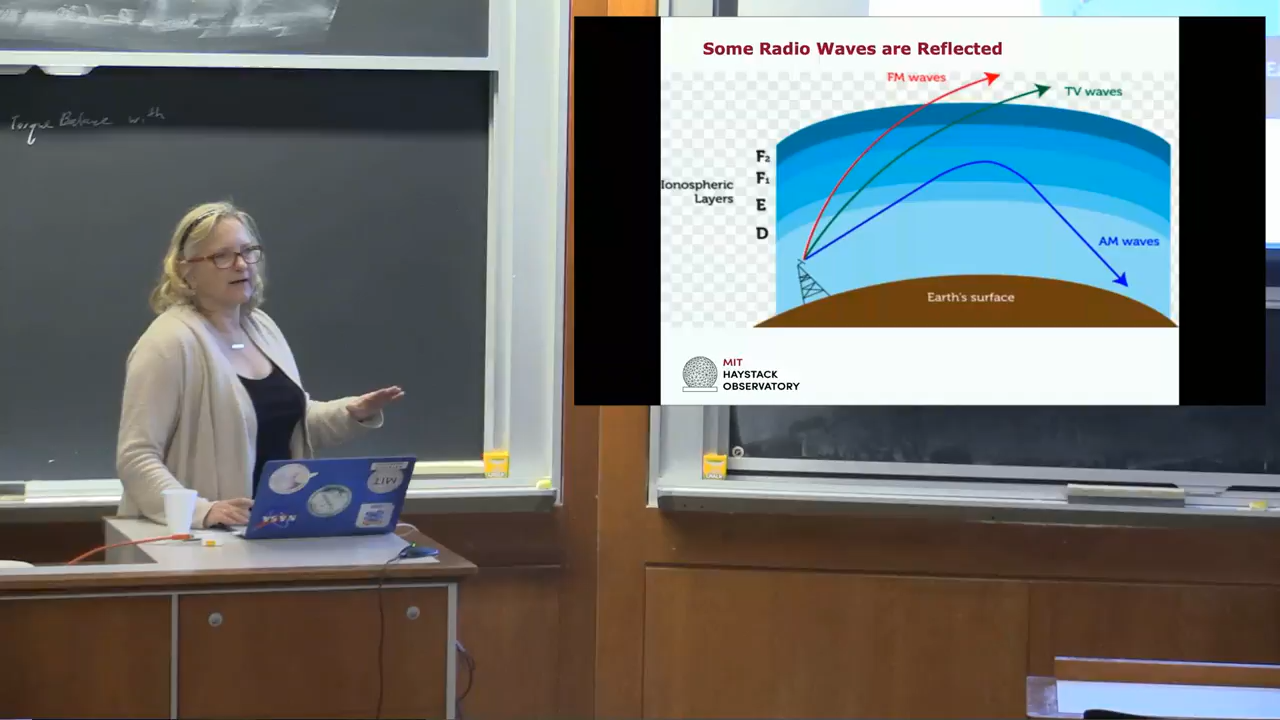 Torque Balance with
Some Radio Waves are Reflected
FM waves
TV waves
F₂
F₁
Ionospheric
Layers
E
D
AM waves
Earth's surface
MIT
HAYSTACK
OBSERVATORY
MIT
NASA